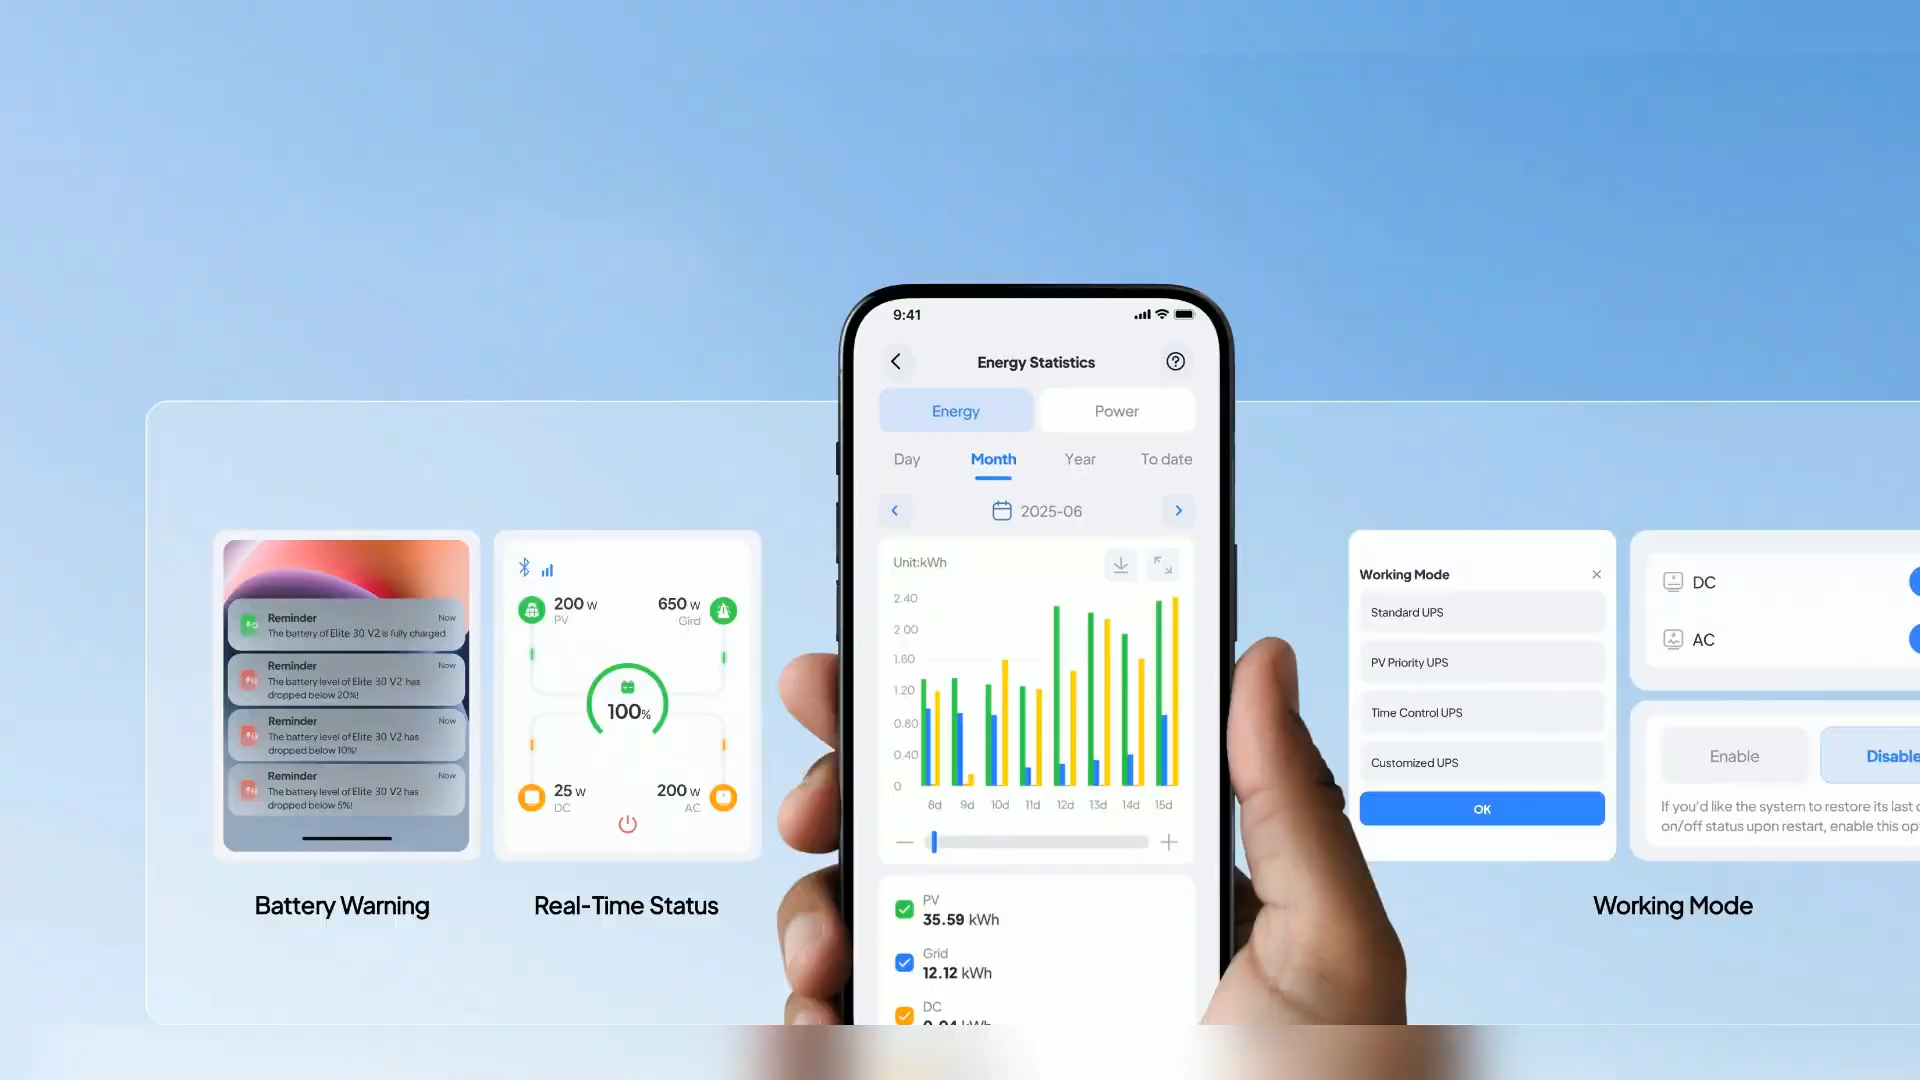 9:41
Energy Statistics
Energy
Power
Day
Month
Year
To date
2025-06
Unit:kWh
2.40
2 00
1.60
1.20
0.80
0.40
0
8d
9d
10d
11d
12d
13d
14d
15d
PV
35.59 kWh
Grid
12.12 kWh
DC
Reminder
Now
The battery of Elite 30 V2 is fully charged
Reminder
Now
The battery level of Elite 30 V2 has
dropped below 20%!
Reminder
Now
The battery level of Elite 30 V2 has
dropped below 10%!
Reminder
Now
The battery level of Elite 30 V2 has
dropped below 5%!
Battery Warning
200 W
PV
650 W
Gird
100%
25 W
DC
200 W
AC
Real-Time Status
Working Mode
Standard UPS
PV Priority UPS
Time Control UPS
Customized UPS
OK
DC
AC
Enable
Disable
If you'd like the system to restore its last
on/off status upon restart, enable this
Working Mode